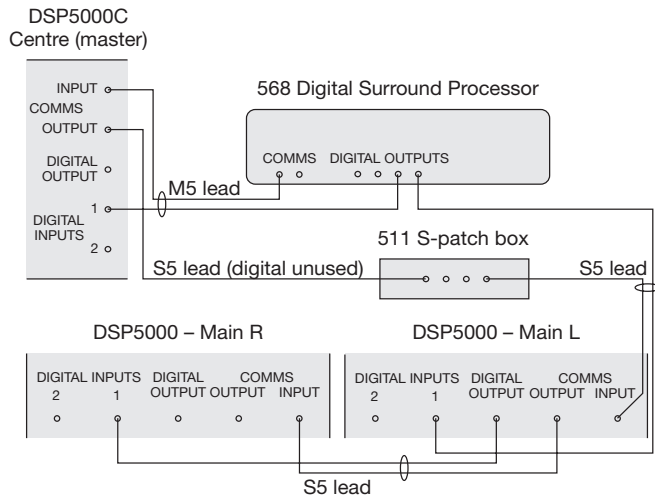 DSP5000C
Centre (master)
INPUT
COMMS
OUTPUT
DIGITAL
OUTPUT
1
DIGITAL
INPUTS
2
568 Digital Surround Processor
COMMS DIGITAL OUTPUTS
M5 lead
511 S-patch box
S5 lead (digital unused)
S5 lead
DSP5000 – Main R
DIGITAL INPUTS DIGITAL COMMS
2 1 OUTPUT OUTPUT INPUT
DSP5000 – Main L
DIGITAL INPUTS DIGITAL COMMS
2 1 OUTPUT OUTPUT INPUT
S5 lead